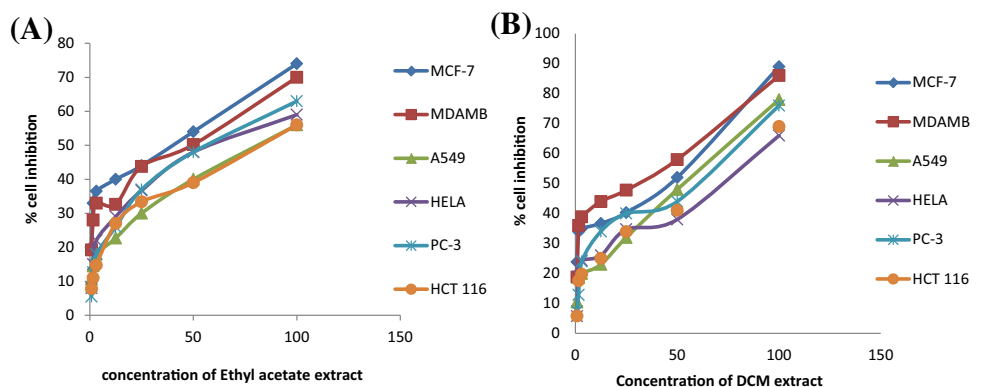 (A)
80
70
60
50
40
30
20
10
0
% cell inhibition
0
50
100
150
concentration of Ethyl acetate extract
MCF-7
MDAMB
A549
HELA
PC-3
HCT 116
(B)
100
90
80
70
60
50
40
30
20
10
0
% cell inhibition
0
50
100
150
Concentration of DCM extract
MCF-7
MDAMB
A549
HELA
PC-3
HCT 116